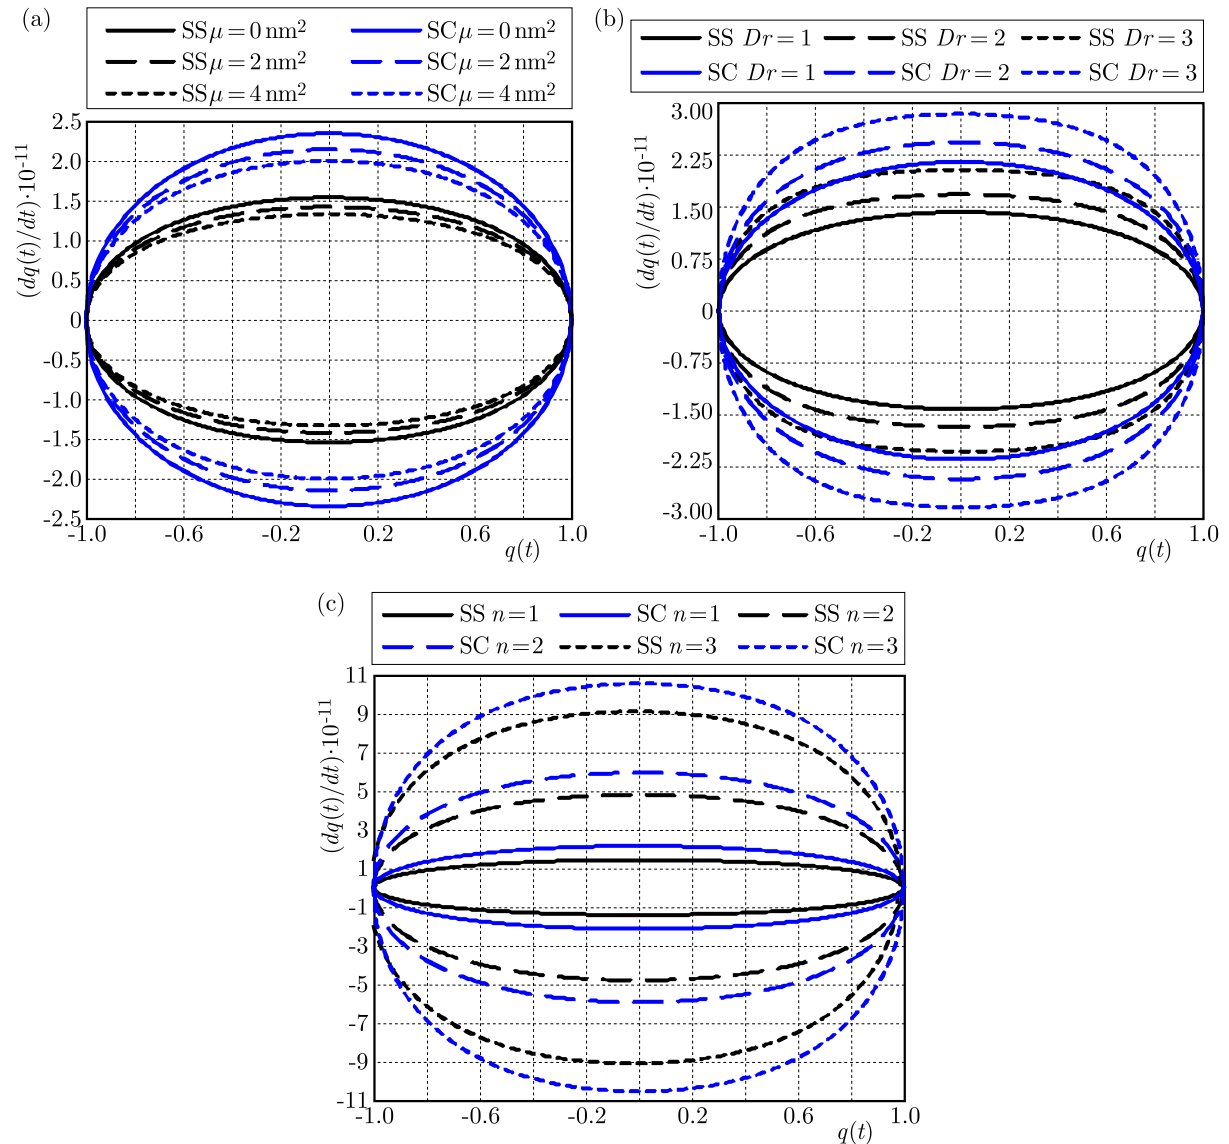 (a)
SSμ = 0 nm² SCμ = 0 nm²
SSμ = 2 nm² SCμ = 2 nm²
SSμ = 4 nm² SCμ = 4 nm²
(dq(t)/dt)·10⁻¹¹
2.5
2.0
1.5
1.0
0.5
0
-0.5
-1.0
-1.5
-2.0
-2.5
-1.0 -0.6 -0.2 0.2 0.6 1.0
q(t)
(b)
SS Dr = 1 SS Dr = 2 SS Dr = 3
SC Dr = 1 SC Dr = 2 SC Dr = 3
(dq(t)/dt)·10⁻¹¹
3.00
2.25
1.50
0.75
0
-0.75
-1.50
-2.25
-3.00
-1.0 -0.6 -0.2 0.2 0.6 1.0
q(t)
(c)
SS n=1 SC n=1 SS n=2
SC n=2 SS n=3 SC n=3
(dq(t)/dt)·10⁻¹¹
11
9
7
5
3
1
-1
-3
-5
-7
-9
-11
-1.0 -0.6 -0.2 0.2 0.6 1.0
q(t)